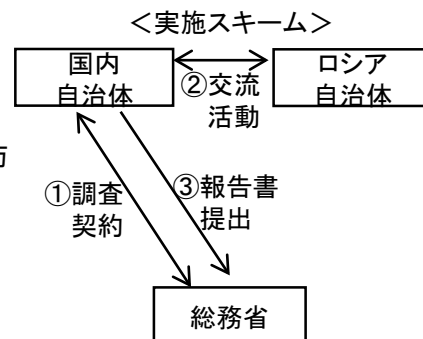 ＜実施スキーム＞
国内
自治体
ロシア
自治体
②交流
活動
①調査
契約
③報告書
提出
総務省